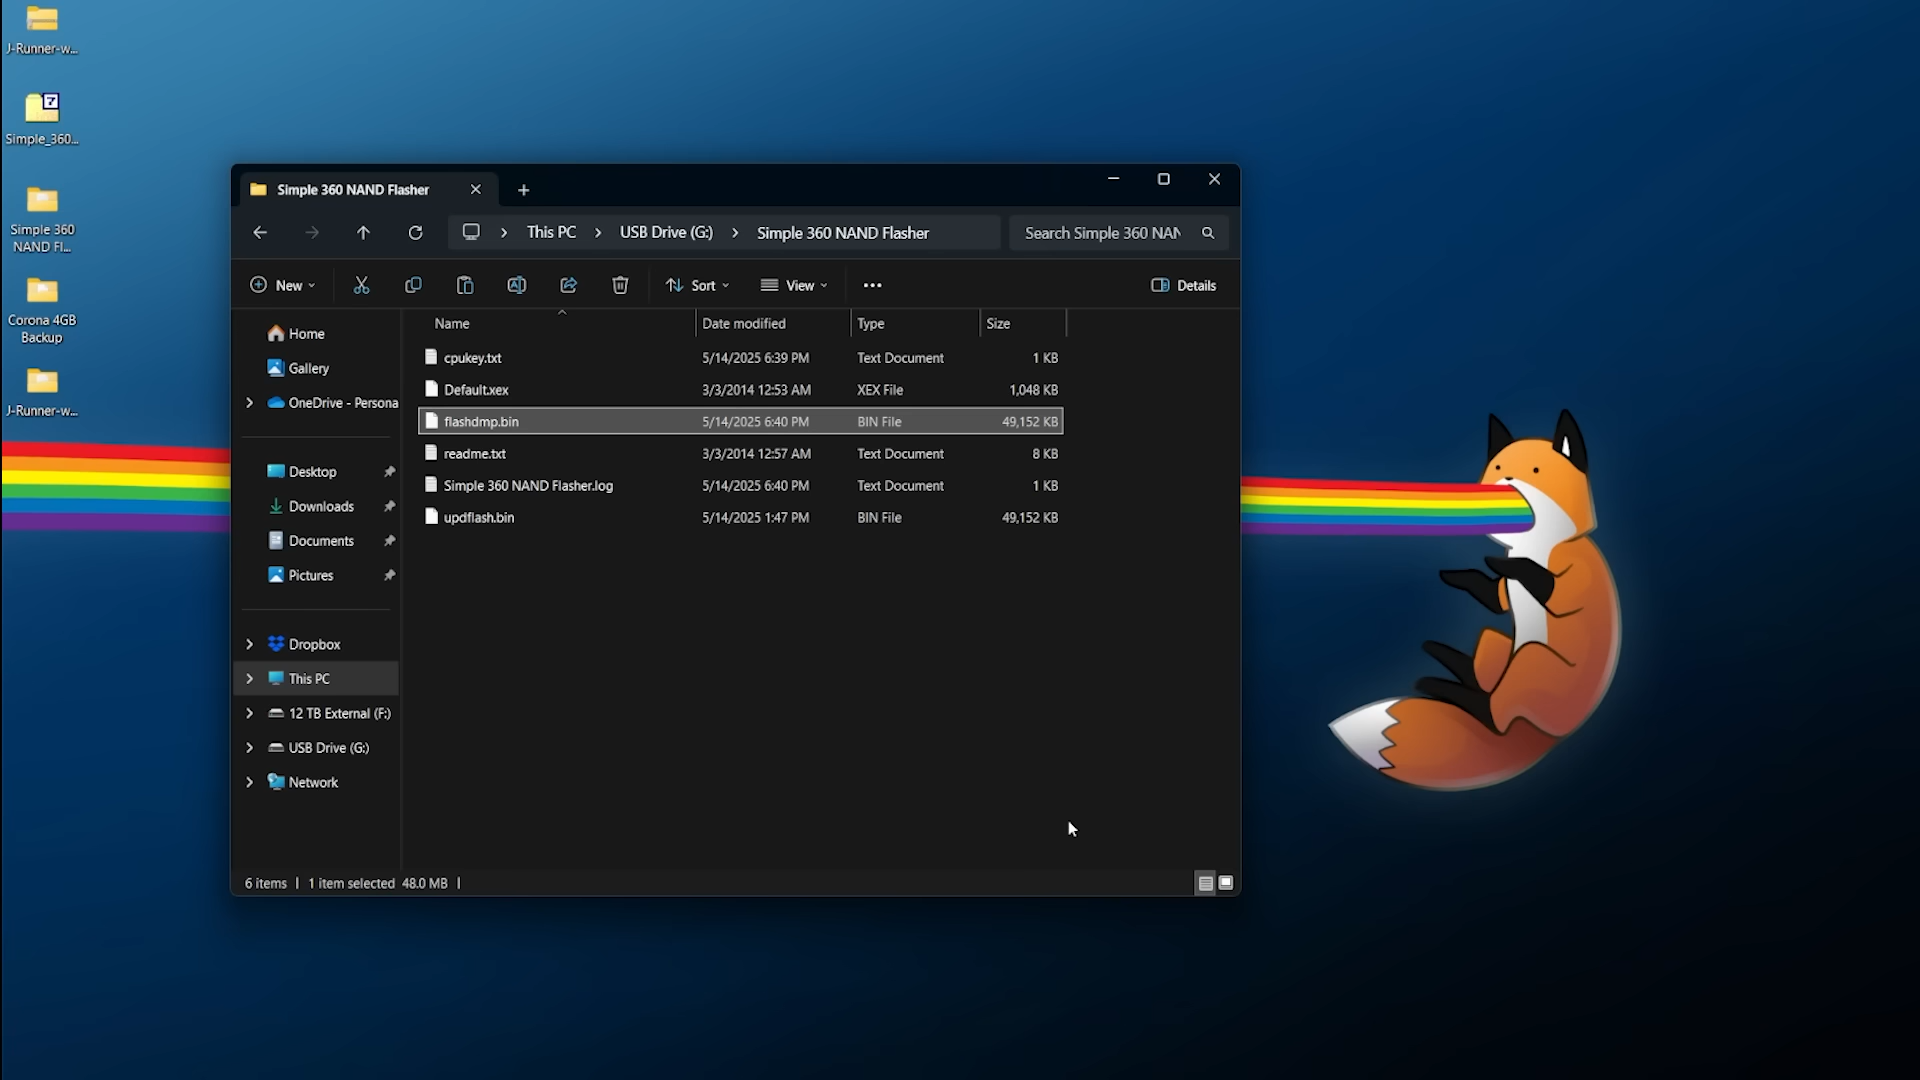 J-Runner-w...
Simple_360...
Simple 360
NAND Fl...
Corona 4GB
Backup
J-Runner-w...
Simple 360 NAND Flasher
This PC
USB Drive (G:)
Simple 360 NAND Flasher
Search Simple 360 NAN
New
Sort
View
Details
Home
Gallery
OneDrive - Persona
Desktop
Downloads
Documents
Pictures
Dropbox
This PC
12 TB External (F:)
USB Drive (G:)
Network
Name Date modified Type Size
cpukey.txt 5/14/2025 6:39 PM Text Document 1 KB
Default.xex 3/3/2014 12:53 AM XEX File 1,048 KB
flashdmp.bin 5/14/2025 6:40 PM BIN File 49,152 KB
readme.txt 3/3/2014 12:57 AM Text Document 8 KB
Simple 360 NAND Flasher.log 5/14/2025 6:40 PM Text Document 1 KB
updflash.bin 5/14/2025 1:47 PM BIN File 49,152 KB
6 items | 1 item selected 48.0 MB |